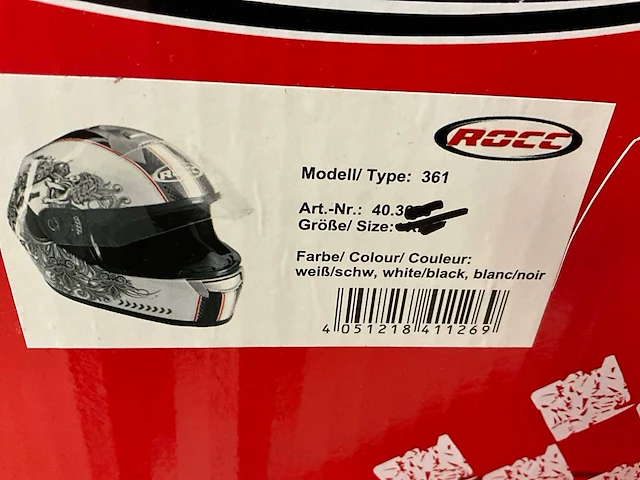 ROCC
Modell/ Type: 361
Art.-Nr.: 40.3
Größe/ Size:
Farbe/ Colour/ Couleur:
weiß/schw, white/black, blanc/noir
4 051218 411269
ROCC